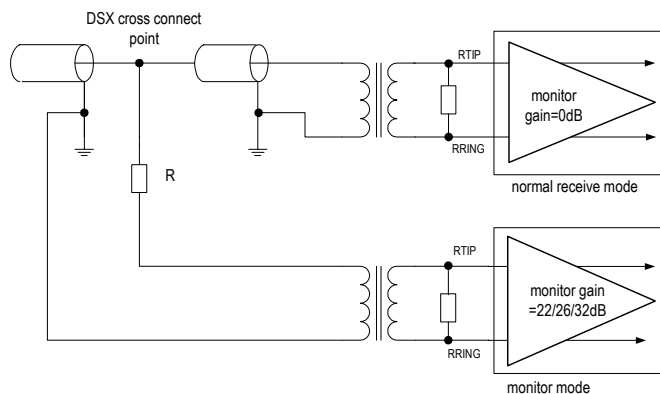 DSX cross connect
point
RTIP
monitor
gain=0dB
RRING
normal receive mode
R
RTIP
monitor gain
=22/26/32dB
RRING
monitor mode